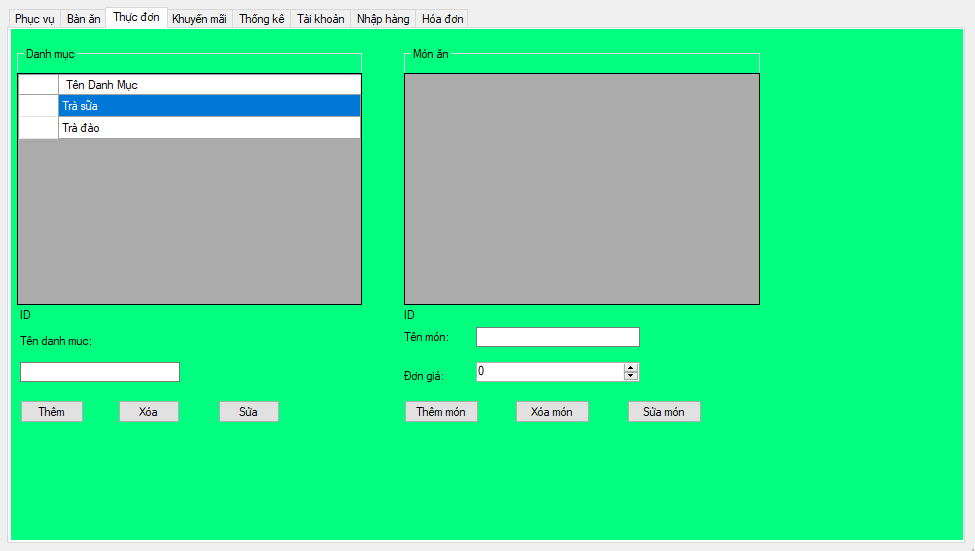 Phục vụ Bàn ăn Thực đơn Khuyến mãi Thống kê Tài khoản Nhập hàng Hóa đơn
Danh mục
Tên Danh Mục
Trà sữa
Trà đào
ID
Tên danh muc:
Thêm Xóa Sửa
Món ăn
ID
Tên món:
Đơn giá: 0
Thêm món Xóa món Sửa món